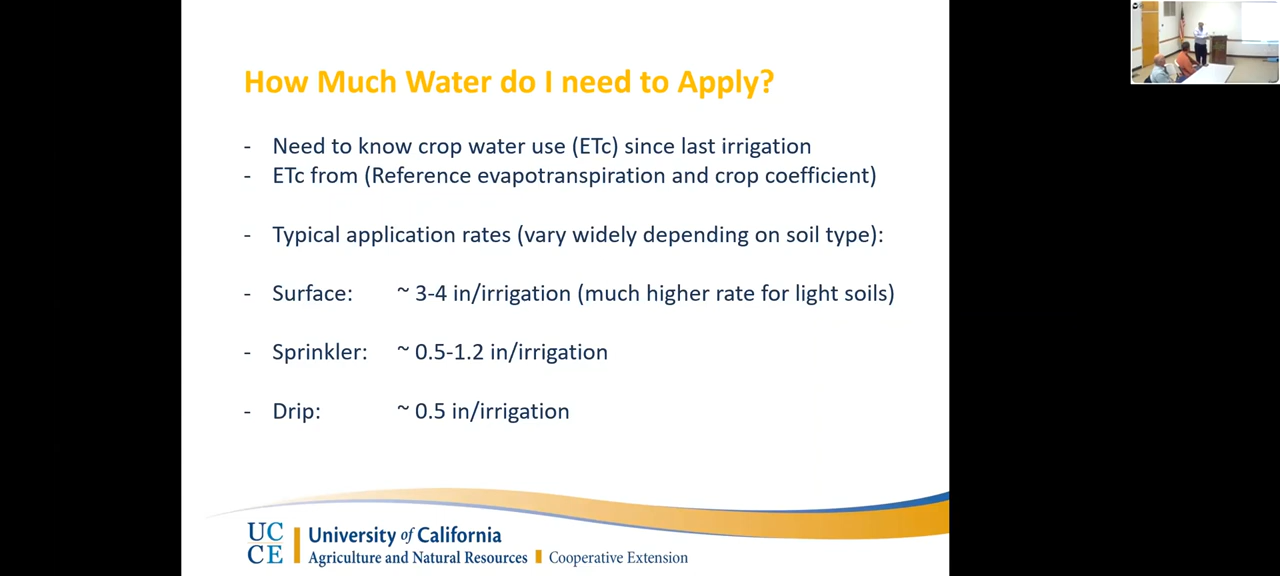 How Much Water do I need to Apply?
- Need to know crop water use (ETc) since last irrigation
- ETc from (Reference evapotranspiration and crop coefficient)
- Typical application rates (vary widely depending on soil type):
- Surface: ~ 3-4 in/irrigation (much higher rate for light soils)
- Sprinkler: ~ 0.5-1.2 in/irrigation
- Drip: ~ 0.5 in/irrigation
UC
CE
University of California
Agriculture and Natural Resources Cooperative Extension